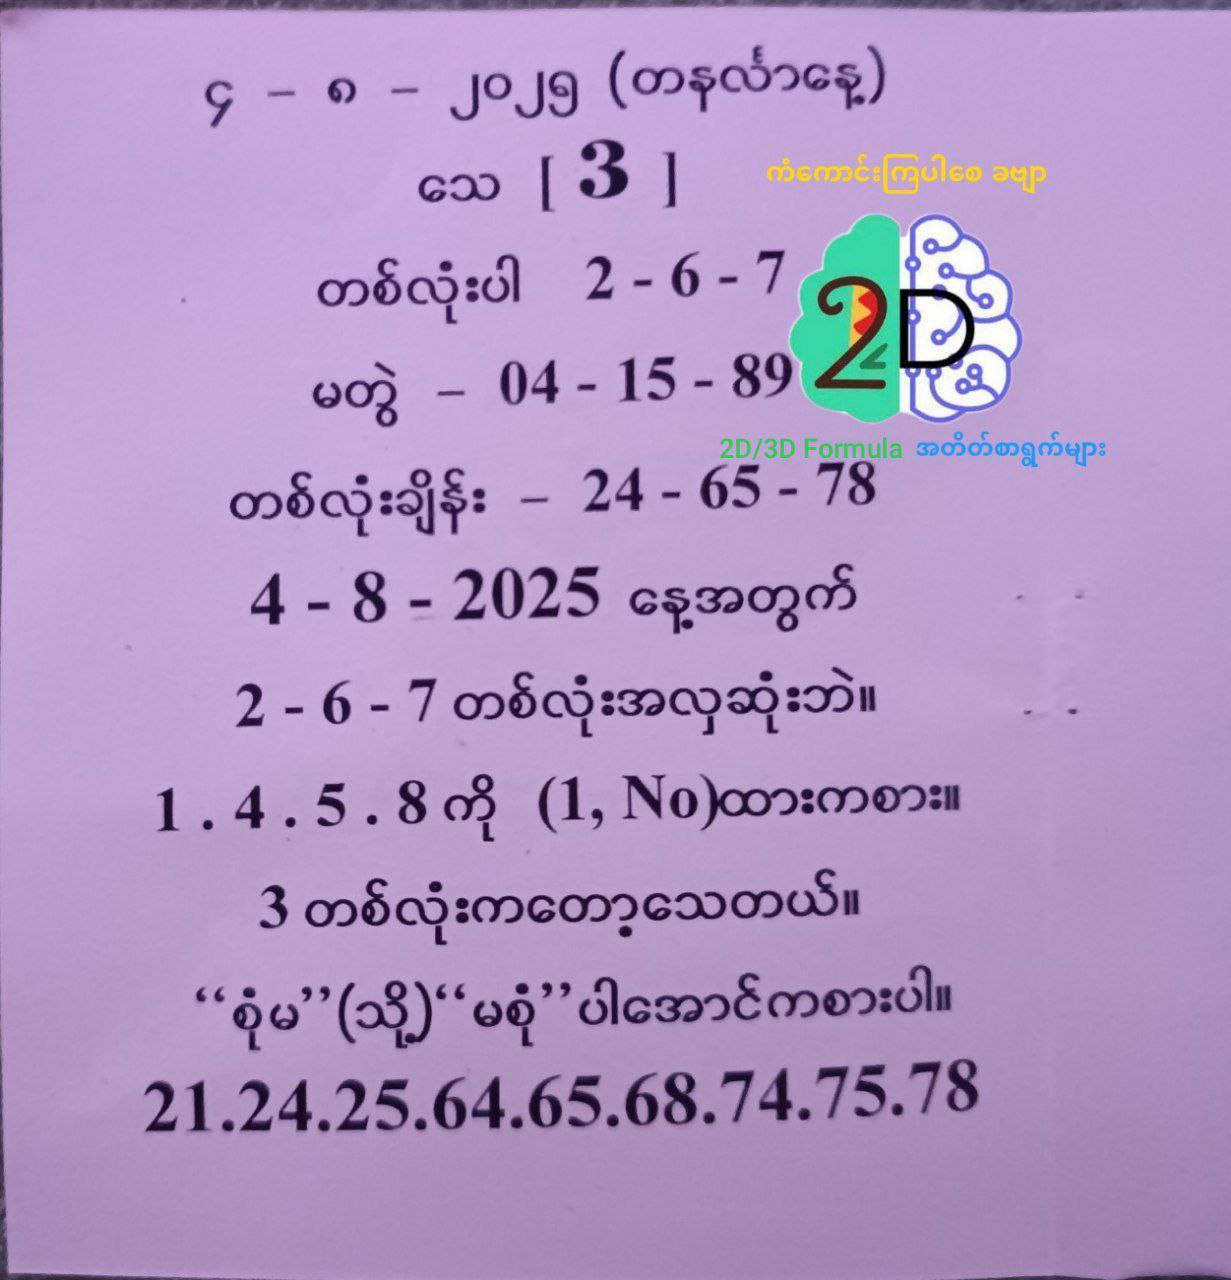 ၄ - ၈ - ၂၀၂၅ (တနင်္လာနေ့)
သေ [ 3 ]
ကံကောင်းကြပါစေ ခဗျာ
တစ်လုံးပါ 2 - 6 - 7
2D
မတွဲ - 04 - 15 - 89
2D/3D Formula အတိတ်စာရွက်များ
တစ်လုံးချိန်း - 24 - 65 - 78
4 - 8 - 2025 နေ့အတွက်
2 - 6 - 7 တစ်လုံးအလှဆုံးဘဲ။
1 . 4 . 5 . 8 ကို (1, No)ထားကစား။
3 တစ်လုံးကတော့သေတယ်။
“စုံမ”(သို့)“မစုံ”ပါအောင်ကစားပါ။
21.24.25.64.65.68.74.75.78